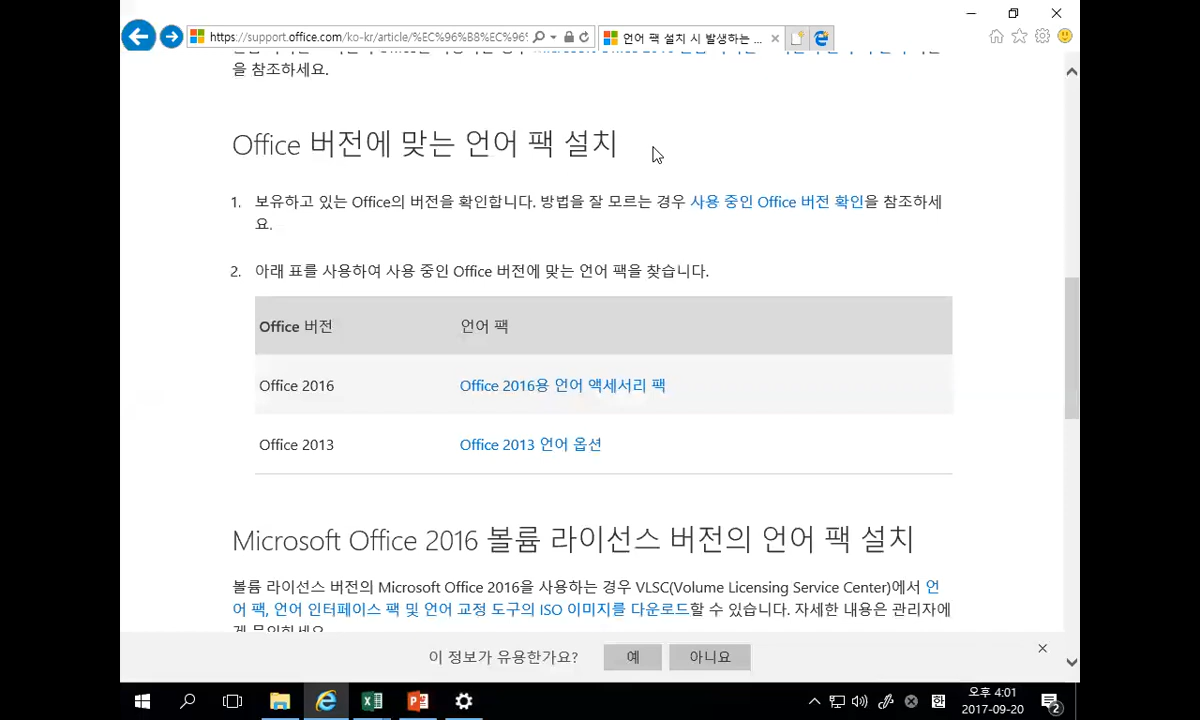 https://support.office.com/ko-kr/article/%EC%96%B8%EC%96
언어 팩 설치 시 발생하는 ...
을 참조하세요.
Office 버전에 맞는 언어 팩 설치
1. 보유하고 있는 Office의 버전을 확인합니다. 방법을 잘 모르는 경우 사용 중인 Office 버전 확인을 참조하세
요.
2. 아래 표를 사용하여 사용 중인 Office 버전에 맞는 언어 팩을 찾습니다.
Office 버전 언어 팩
Office 2016 Office 2016용 언어 액세서리 팩
Office 2013 Office 2013 언어 옵션
Microsoft Office 2016 볼륨 라이선스 버전의 언어 팩 설치
볼륨 라이선스 버전의 Microsoft Office 2016을 사용하는 경우 VLSC(Volume Licensing Service Center)에서 언
어 팩, 언어 인터페이스 팩 및 언어 교정 도구의 ISO 이미지를 다운로드할 수 있습니다. 자세한 내용은 관리자에
게 문의하세요
이 정보가 유용한가요? 예 아니요
한
오후 4:01
2017-09-20
2